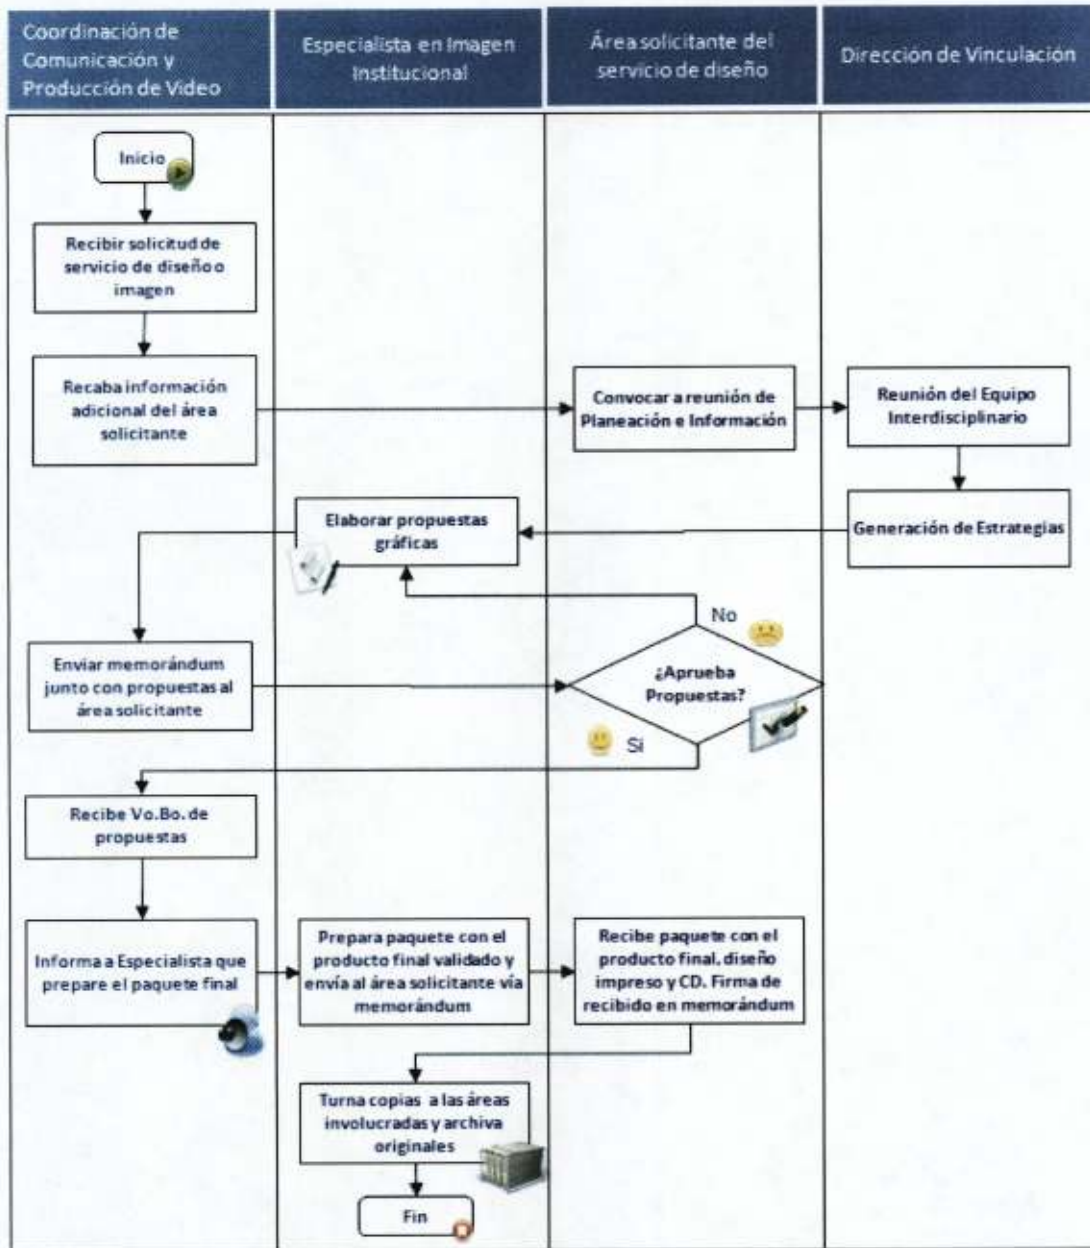 Coordinación de
Comunicación y
Producción de Video
Especialista en Imagen
Institucional
Área solicitante del
servicio de diseño
Dirección de Vinculación
Inicio
Recibir solicitud de
servicio de diseño o
imagen
Recaba información
adicional del área
solicitante
Convocar a reunión de
Planeación e Información
Reunión del Equipo
Interdisciplinario
Generación de Estrategias
Elaborar propuestas
gráficas
Enviar memorándum
junto con propuestas al
área solicitante
¿Aprueba
Propuestas?
No
Si
Recibe Vo.Bo. de
propuestas
Informa a Especialista que
prepare el paquete final
Prepara paquete con el
producto final validado y
envía al área solicitante vía
memorándum
Recibe paquete con el
producto final, diseño
impreso y CD. Firma de
recibido en memorándum
Turna copias a las áreas
involucradas y archiva
originales
Fin